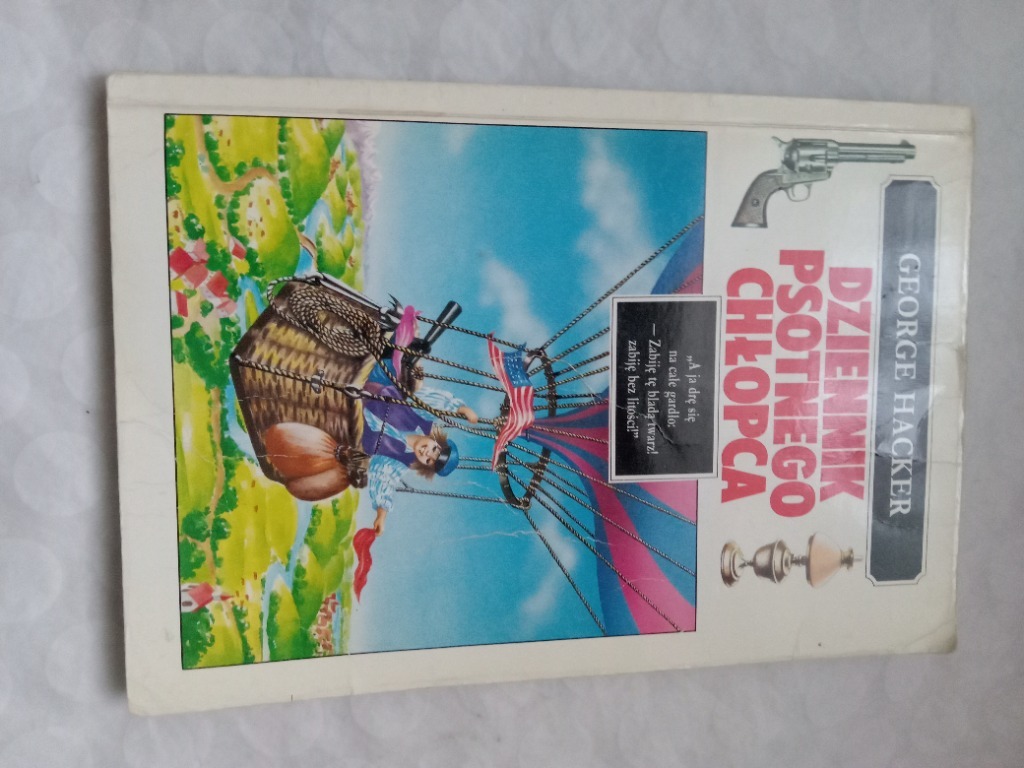 GEORGE HACKER
DZIENNIK
PSOTNEGO
CHŁOPCA
„A ja drę się
na całe gardło:
— Zabiję tę bladą twarz!
zabiję bez litości!”